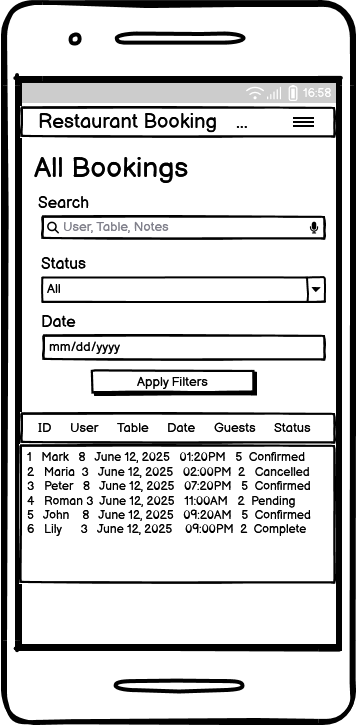 16:58
Restaurant Booking ...
All Bookings
Search
User, Table, Notes
Status
All
Date
mm/dd/yyyy
Apply Filters
ID User Table Date Guests Status
1 Mark 8 June 12, 2025 01:20PM 5 Confirmed
2 Maria 3 June 12, 2025 02:00PM 2 Cancelled
3 Peter 8 June 12, 2025 07:20PM 5 Confirmed
4 Roman 3 June 12, 2025 11:00AM 2 Pending
5 John 8 June 12, 2025 09:20AM 5 Confirmed
6 Lily 3 June 12, 2025 09:00PM 2 Complete